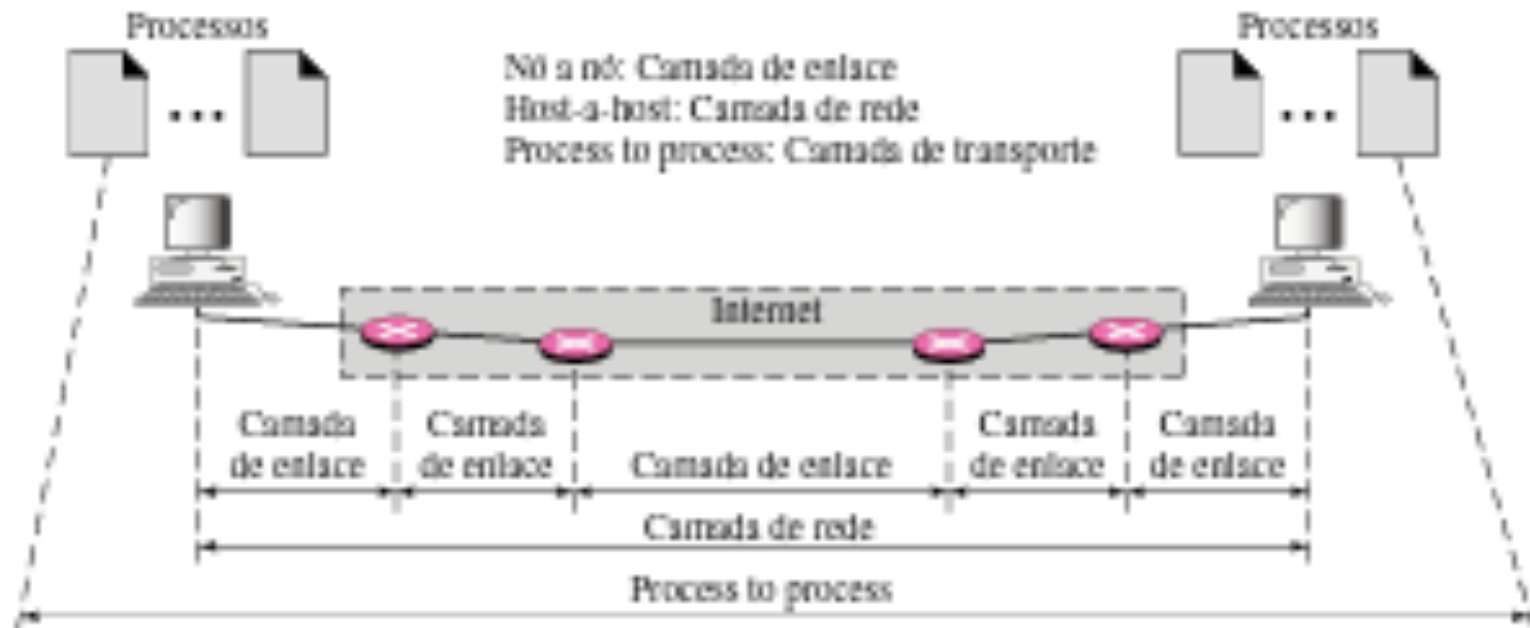 Processos
Processos
Nó a nó: Camada de enlace
Host-a-host: Camada de rede
Process to process: Camada de transporte
Internet
Camada
de enlace
Camada
de enlace
Camada de enlace
Camada
de enlace
Camada
de enlace
Camada de rede
Process to process